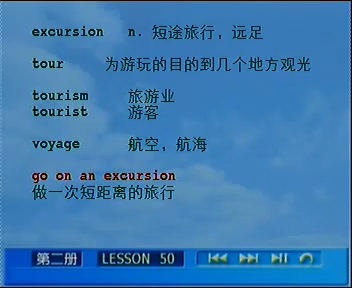 excursion n. 短途旅行，远足
tour 为游玩的目的到几个地方观光
tourism 旅游业
tourist 游客
voyage 航空，航海
go on an excursion
做一次短距离的旅行
第二册 LESSON 50